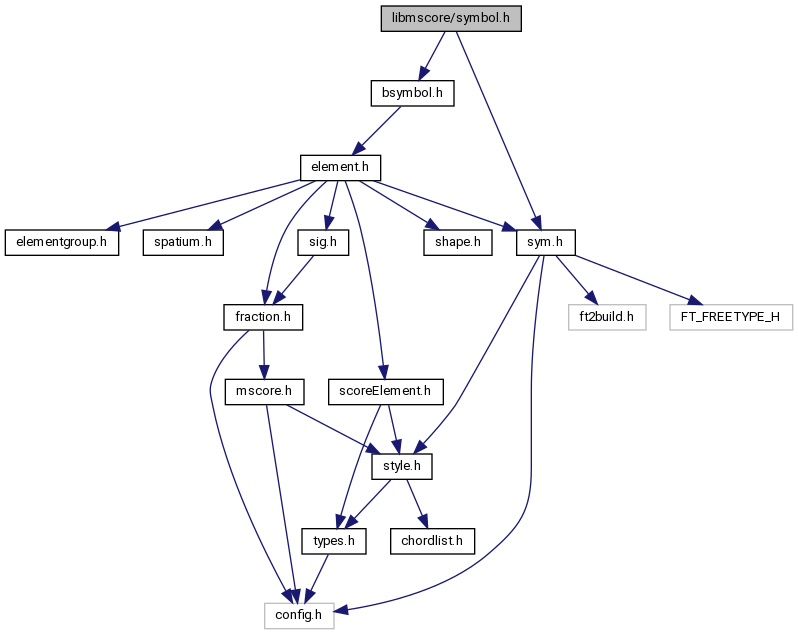 libmscore/symbol.h
bsymbol.h
element.h
elementgroup.h
spatium.h
sig.h
shape.h
sym.h
fraction.h
ft2build.h
FT_FREETYPE_H
mscore.h
scoreElement.h
style.h
types.h
chordlist.h
config.h